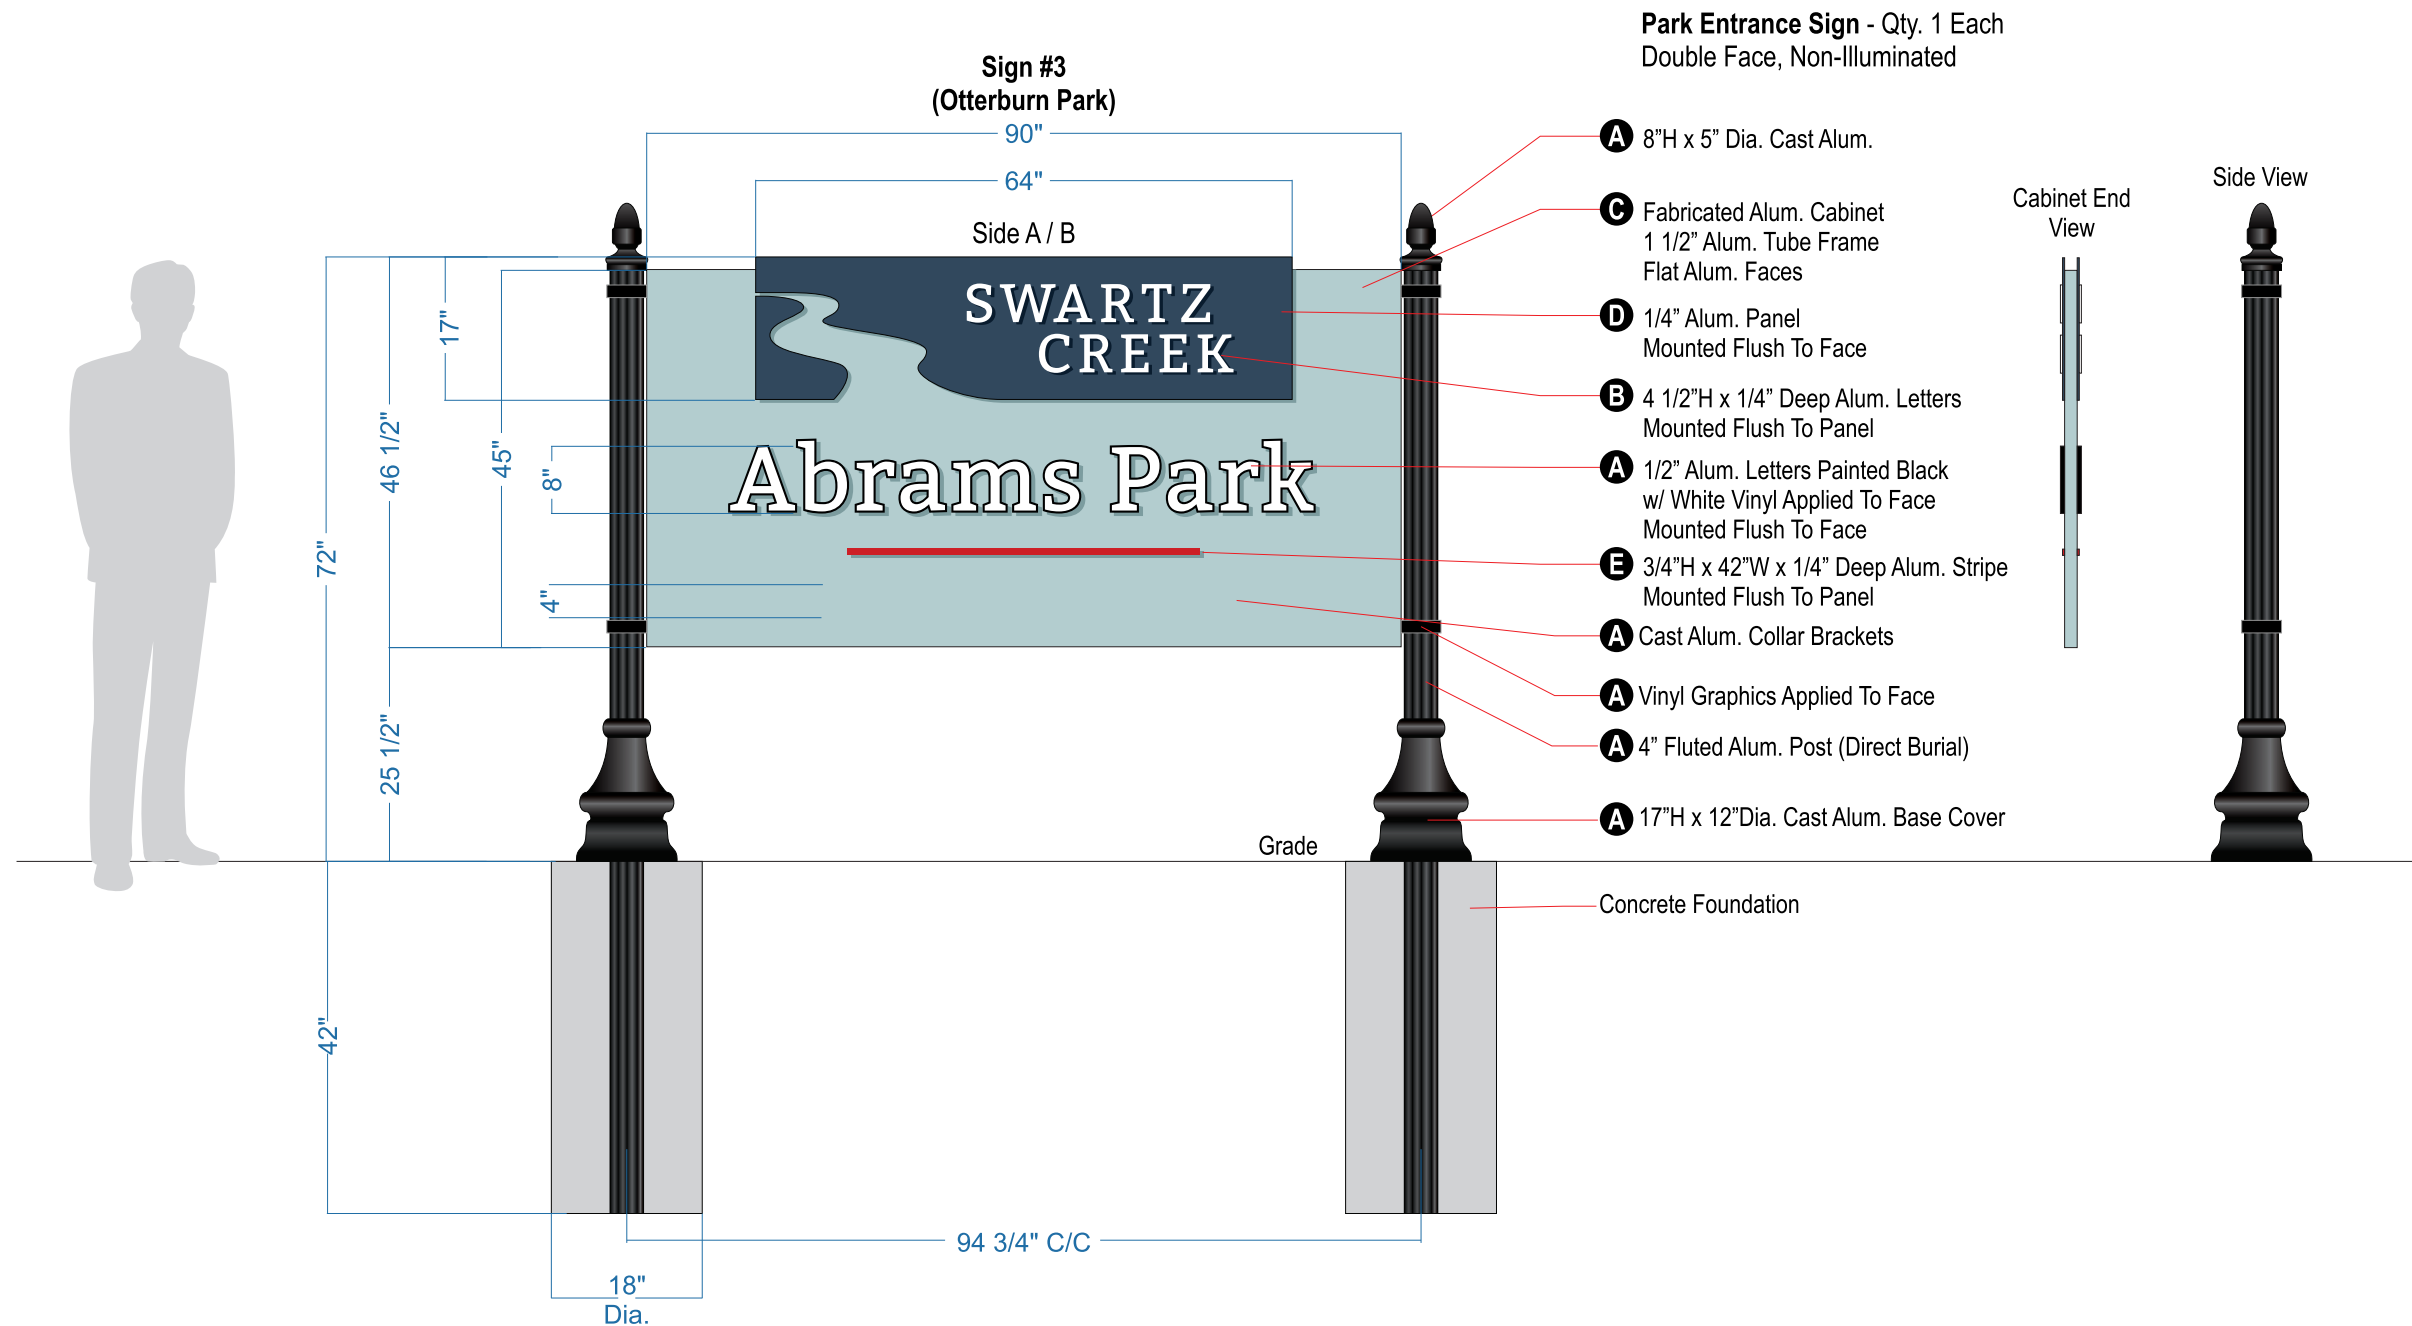 Park Entrance Sign - Qty. 1 Each
Double Face, Non-Illuminated
Sign #3
(Otterburn Park)
90"
64"
Side A / B
SWARTZ
CREEK
Abrams Park
17"
46 1/2"
45"
8"
72"
4"
25 1/2"
42"
94 3/4" C/C
18"
Dia.
Grade
A 8”H x 5” Dia. Cast Alum.
C Fabricated Alum. Cabinet
1 1/2” Alum. Tube Frame
Flat Alum. Faces
D 1/4” Alum. Panel
Mounted Flush To Face
B 4 1/2”H x 1/4” Deep Alum. Letters
Mounted Flush To Panel
A 1/2” Alum. Letters Painted Black
w/ White Vinyl Applied To Face
Mounted Flush To Face
E 3/4”H x 42”W x 1/4” Deep Alum. Stripe
Mounted Flush To Panel
A Cast Alum. Collar Brackets
A Vinyl Graphics Applied To Face
A 4” Fluted Alum. Post (Direct Burial)
A 17”H x 12”Dia. Cast Alum. Base Cover
Concrete Foundation
Cabinet End
View
Side View